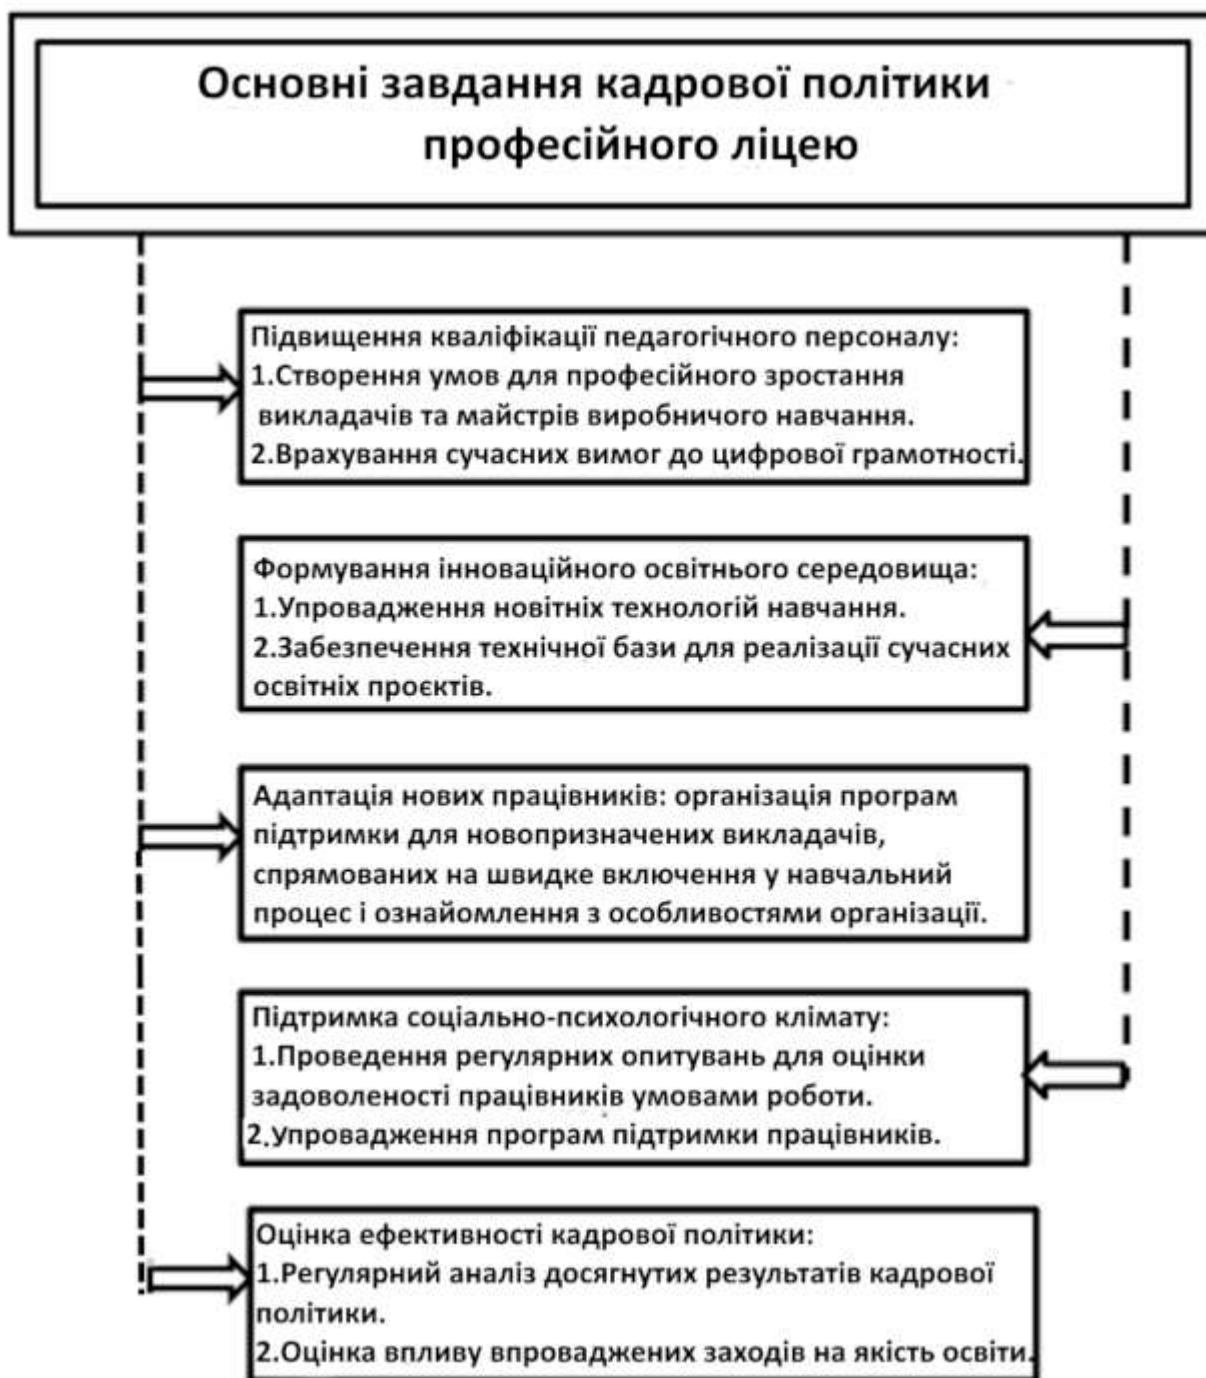 Основні завдання кадрової політики
професійного ліцею
Підвищення кваліфікації педагогічного персоналу:
1.Створення умов для професійного зростання
викладачів та майстрів виробничого навчання.
2.Врахування сучасних вимог до цифрової грамотності.
Формування інноваційного освітнього середовища:
1.Упровадження новітніх технологій навчання.
2.Забезпечення технічної бази для реалізації сучасних
освітніх проєктів.
Адаптація нових працівників: організація програм
підтримки для новопризначених викладачів,
спрямованих на швидке включення у навчальний
процес і ознайомлення з особливостями організації.
Підтримка соціально-психологічного клімату:
1.Проведення регулярних опитувань для оцінки
задоволеності працівників умовами роботи.
2.Упровадження програм підтримки працівників.
Оцінка ефективності кадрової політики:
1.Регулярний аналіз досягнутих результатів кадрової
політики.
2.Оцінка впливу впроваджених заходів на якість освіти.